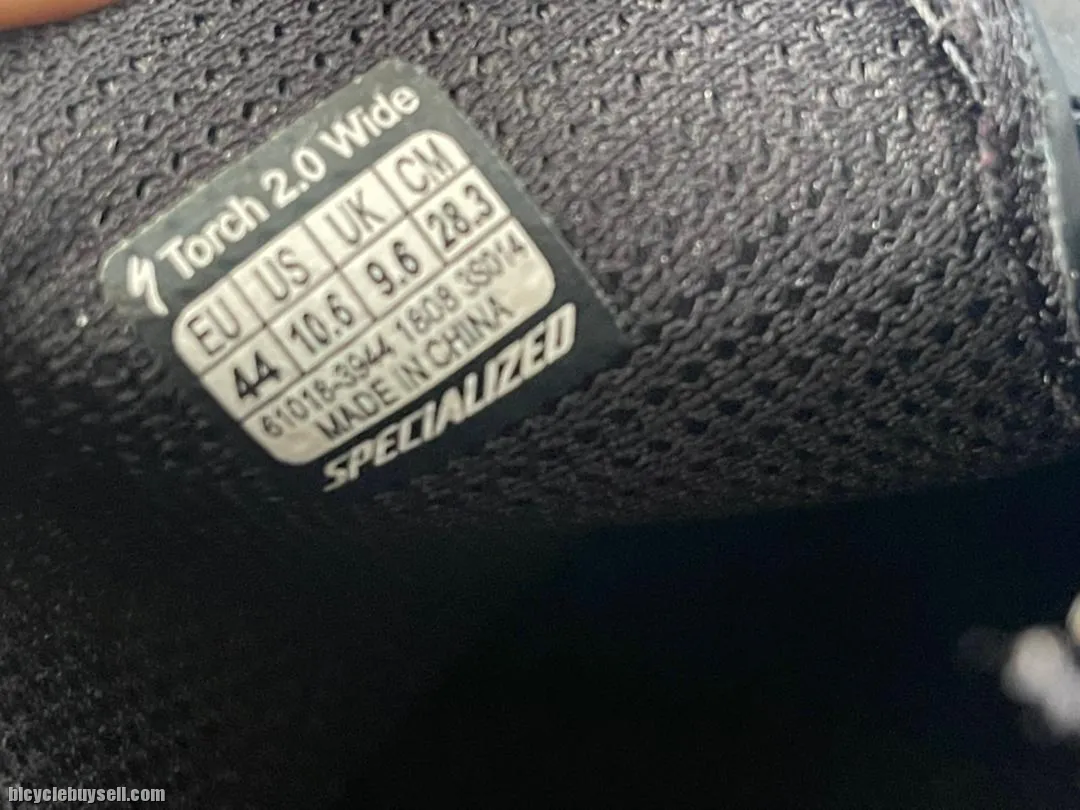 Torch 2.0 Wide
EU US UK CM
44 10.6 9.6 28.3
61018-3944 1808 3S014
MADE IN CHINA
SPECIALIZED
bicyclebuysell.com